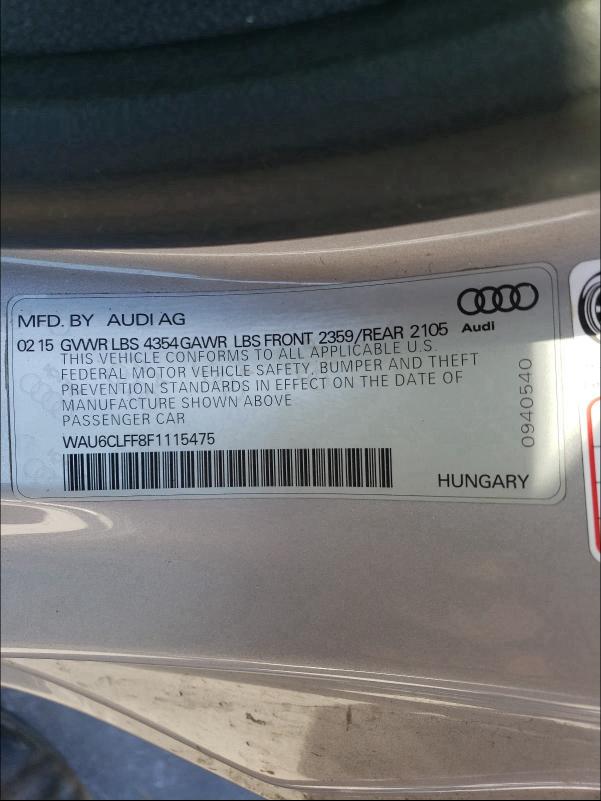 MFD. BY AUDI AG
Audi
02 15 GVWR LBS 4354 GAWR LBS FRONT 2359/REAR 2105
THIS VEHICLE CONFORMS TO ALL APPLICABLE U.S.
FEDERAL MOTOR VEHICLE SAFETY, BUMPER AND THEFT
PREVENTION STANDARDS IN EFFECT ON THE DATE OF
MANUFACTURE SHOWN ABOVE
PASSENGER CAR
WAU6CLFF8F1115475
HUNGARY
0940540